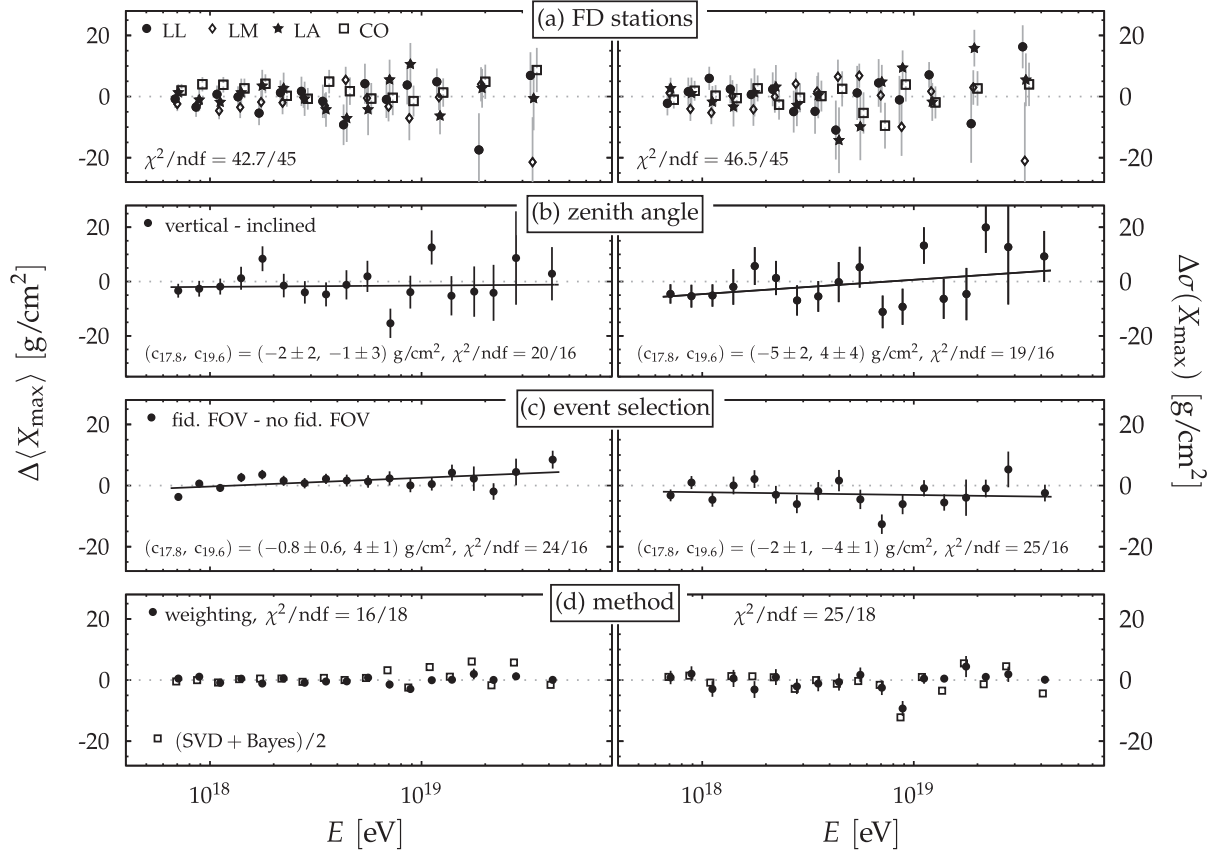 (a) FD stations
LL LM LA CO
20
0
-20
χ²/ndf = 42.7/45
χ²/ndf = 46.5/45
20
0
-20
(b) zenith angle
20
0
-20
vertical - inclined
(c17.8, c19.6) = (−2 ± 2, −1 ± 3) g/cm², χ²/ndf = 20/16
(c17.8, c19.6) = (−5 ± 2, 4 ± 4) g/cm², χ²/ndf = 19/16
20
0
-20
(c) event selection
20
0
-20
fid. FOV - no fid. FOV
(c17.8, c19.6) = (−0.8 ± 0.6, 4 ± 1) g/cm², χ²/ndf = 24/16
(c17.8, c19.6) = (−2 ± 1, −4 ± 1) g/cm², χ²/ndf = 25/16
20
0
-20
(d) method
20
0
-20
weighting, χ²/ndf = 16/18
χ²/ndf = 25/18
(SVD + Bayes)/2
20
0
-20
10¹⁸ 10¹⁹
10¹⁸ 10¹⁹
E [eV]
E [eV]
Δ⟨Xmax⟩ [g/cm²]
Δσ(Xmax) [g/cm²]